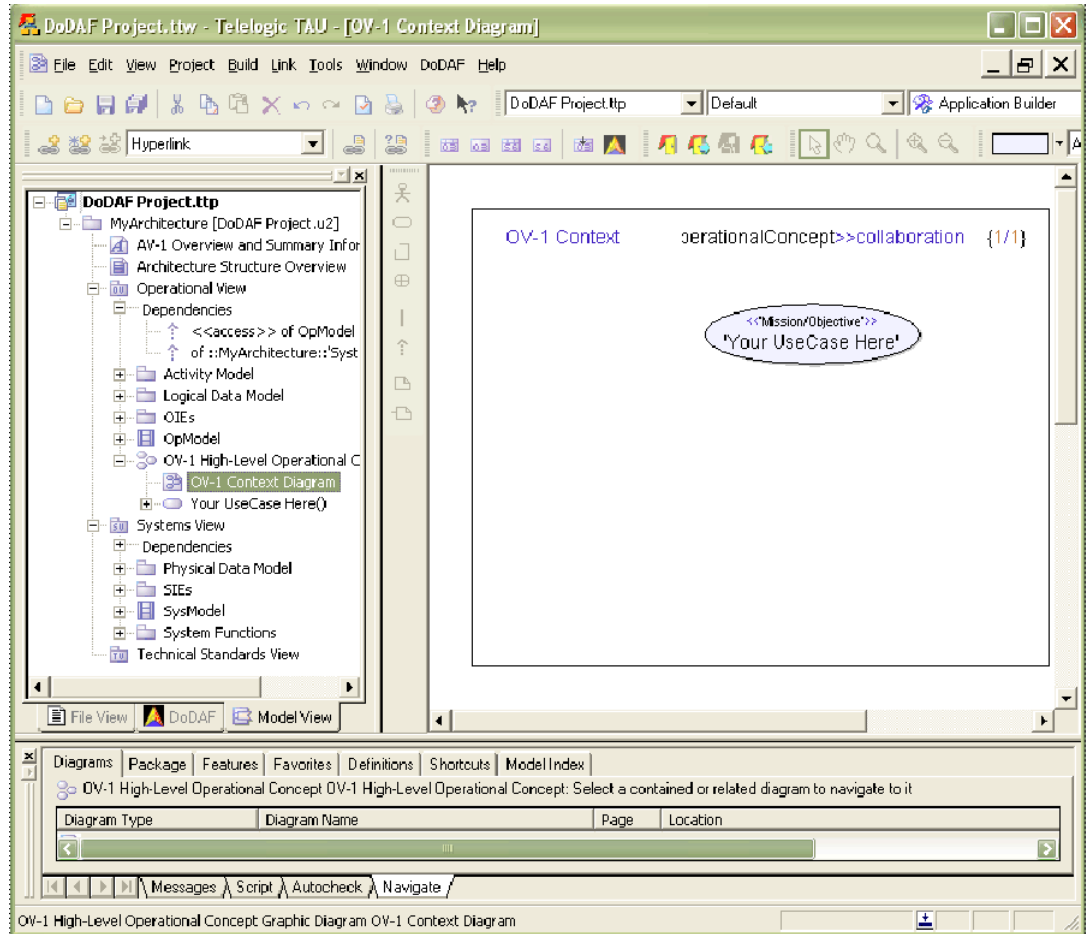 DoDAF Project.ttw - Telelogic TAU - [OV-1 Context Diagram]
File Edit View Project Build Link Tools Window DoDAF Help
DoDAF Project.ttp Default Application Builder
Hyperlink A
DoDAF Project.ttp
MyArchitecture [DoDAF Project.u2]
AV-1 Overview and Summary Infor
Architecture Structure Overview
Operational View
Dependencies
<<access>> of OpModel
of ::MyArchitecture::'Syst
Activity Model
Logical Data Model
OIEs
OpModel
OV-1 High-Level Operational C
OV-1 Context Diagram
Your UseCase Here()
Systems View
Dependencies
Physical Data Model
SIEs
SysModel
System Functions
Technical Standards View
File View DoDAF Model View
OV-1 Context perationalConcept>>collaboration {1/1}
<<'Mission/Objective'>>
'Your UseCase Here'
Diagrams Package Features Favorites Definitions Shortcuts Model Index
OV-1 High-Level Operational Concept OV-1 High-Level Operational Concept: Select a contained or related diagram to navigate to it
Diagram Type Diagram Name Page Location
Messages Script Autocheck Navigate
OV-1 High-Level Operational Concept Graphic Diagram OV-1 Context Diagram